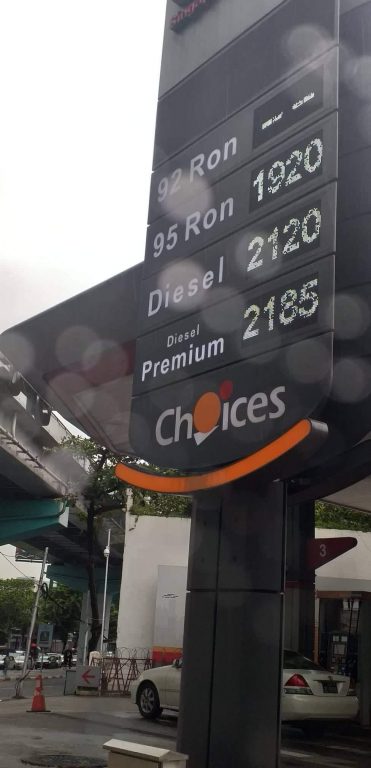 92 Ron - -
95 Ron 1920
Diesel 2120
Diesel
Premium 2185
Choices
3